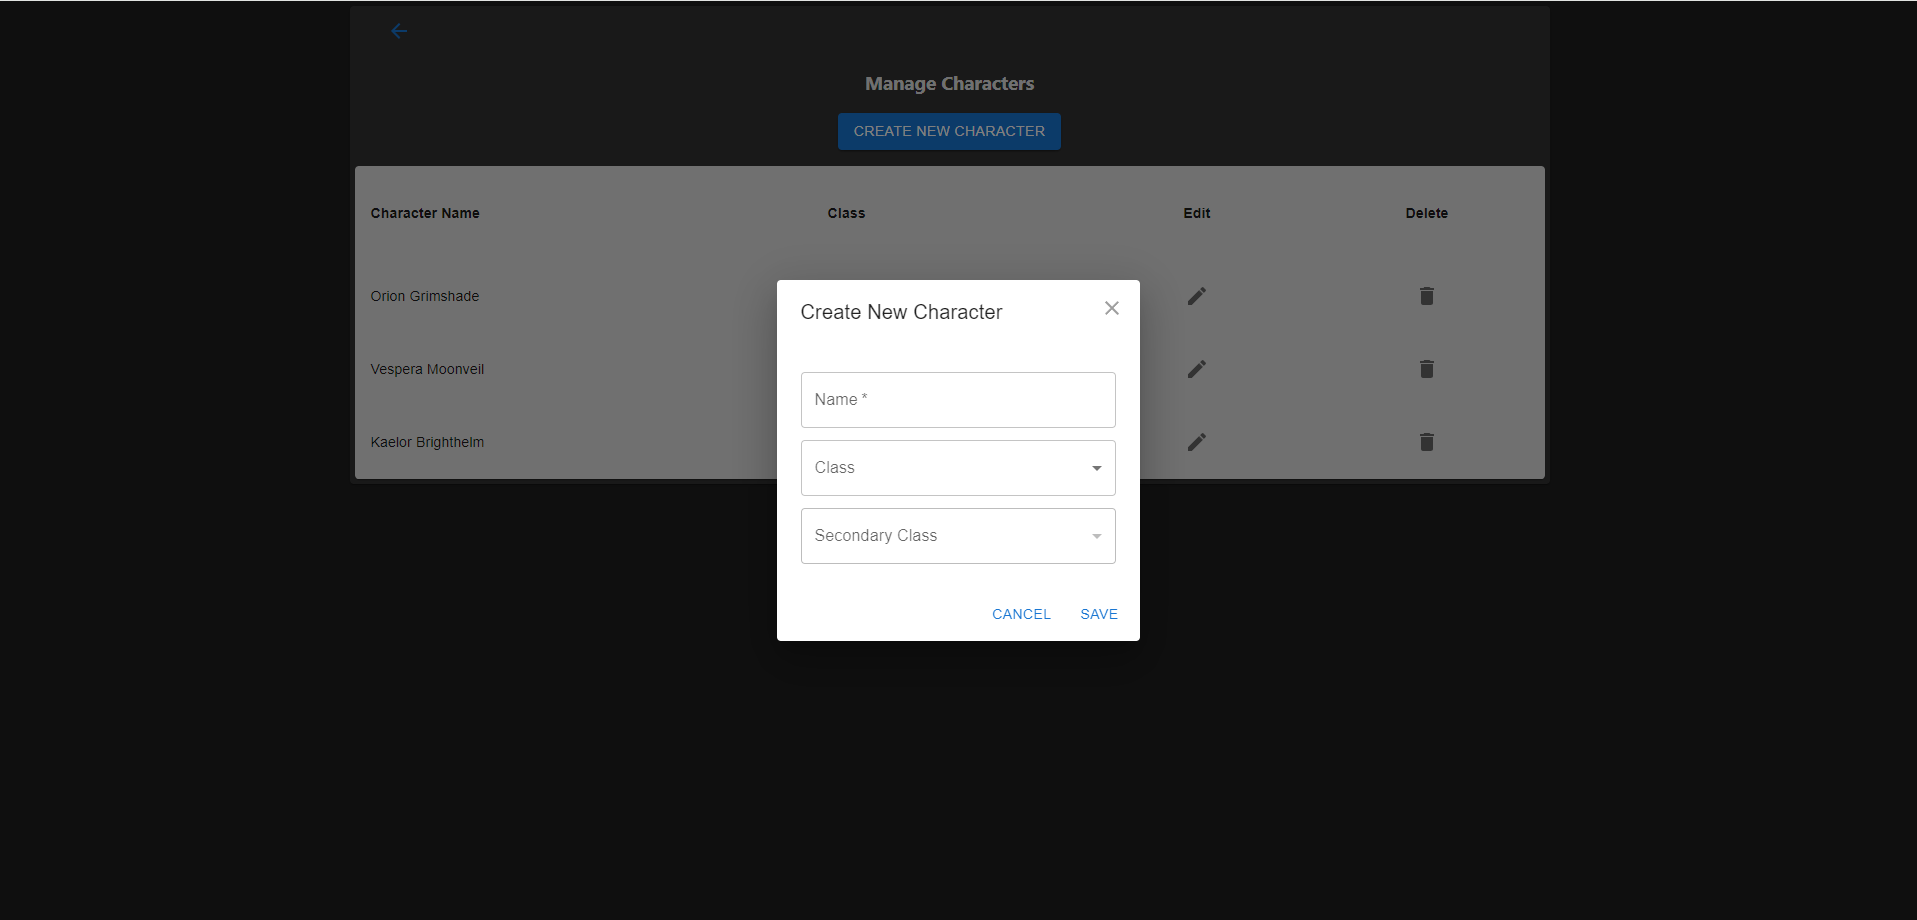 Manage Characters
CREATE NEW CHARACTER
Character Name Class Edit Delete
Orion Grimshade
Vespera Moonveil
Kaelor Brighthelm
Create New Character
Name *
Class
Secondary Class
CANCEL SAVE